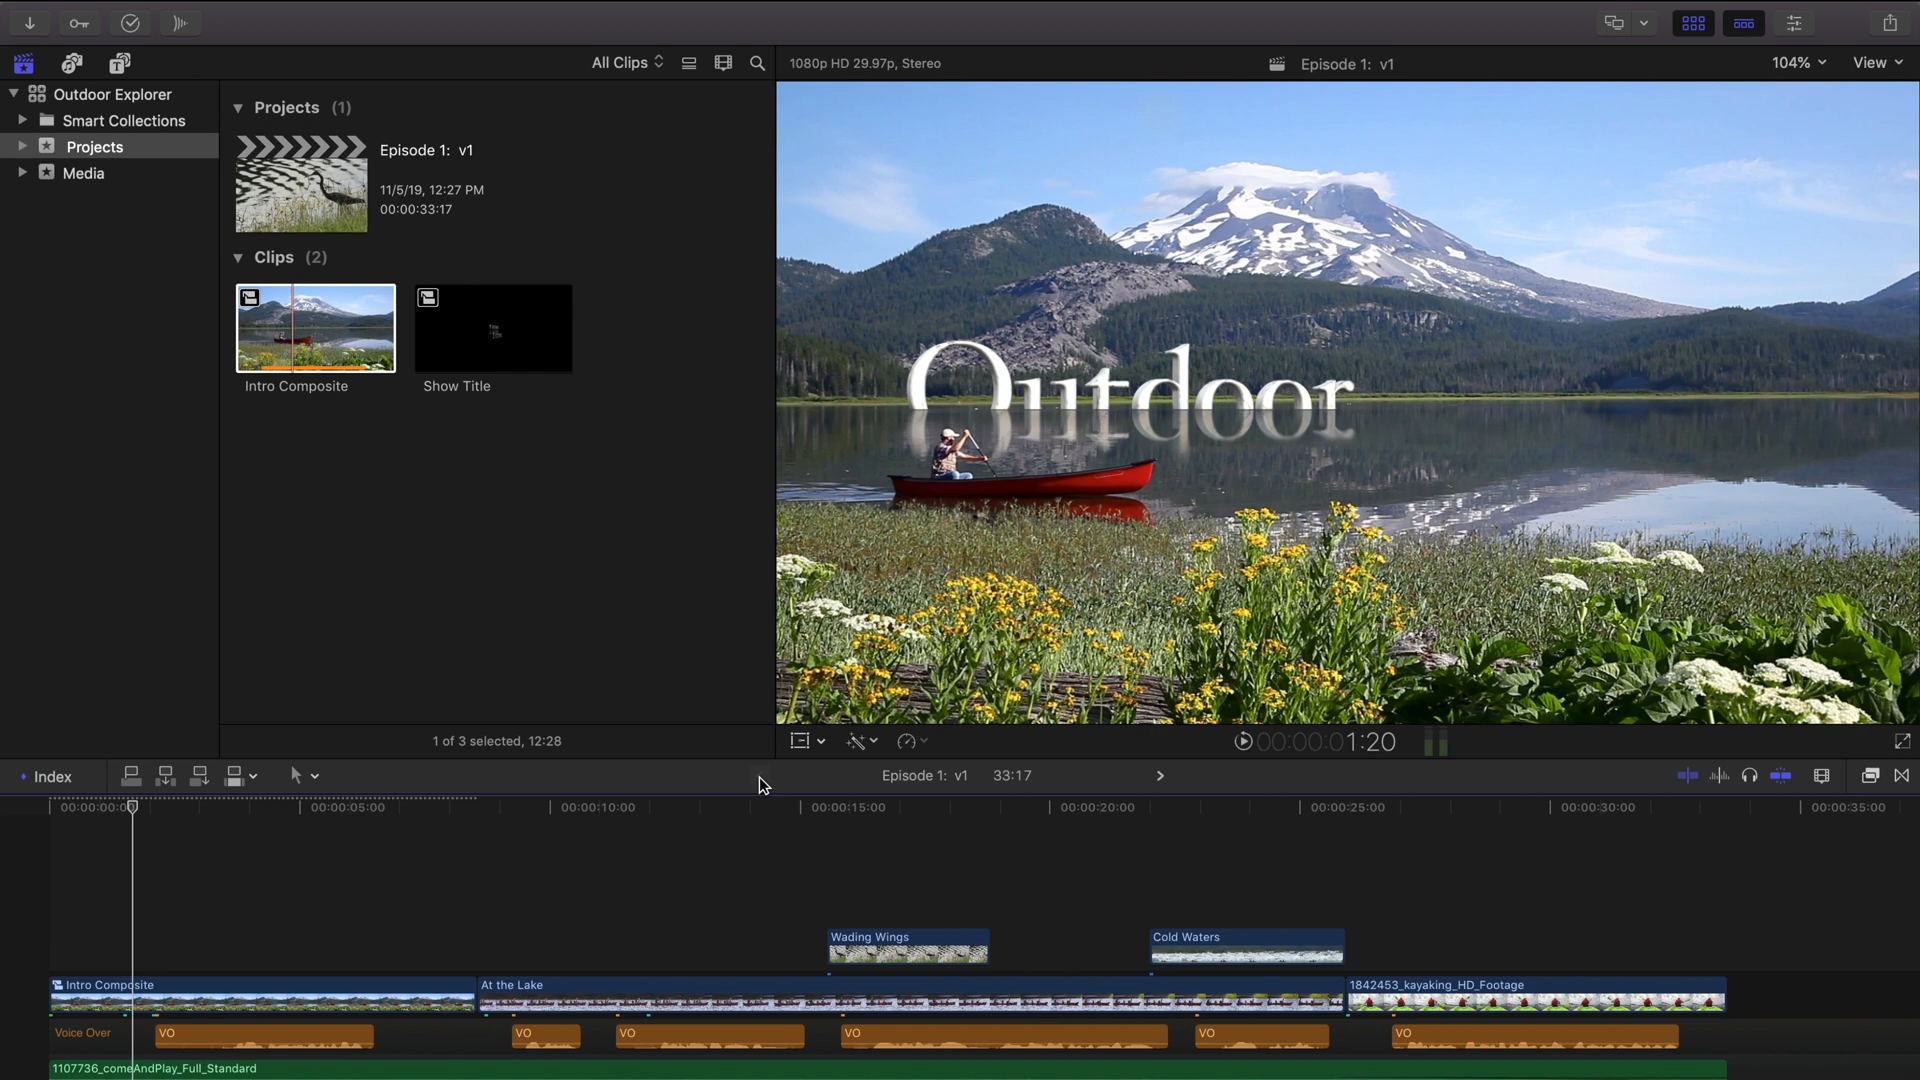 All Clips
1080p HD 29.97p, Stereo
Episode 1: v1
104%
View
Outdoor Explorer
Smart Collections
Projects
Media
Projects (1)
Episode 1: v1
11/5/19, 12:27 PM
00:00:33:17
Clips (2)
Intro Composite
Show Title
Outdoor
1 of 3 selected, 12:28
00:00:01:20
Index
Episode 1: v1
33:17
00:00:00:0
00:00:05:00
00:00:10:00
00:00:15:00
00:00:20:00
00:00:25:00
00:00:30:00
00:00:35:00
Wading Wings
Cold Waters
Intro Composite
At the Lake
1842453_kayaking_HD_Footage
Voice Over
VO
VO
VO
VO
VO
VO
1107736_comeAndPlay_Full_Standard